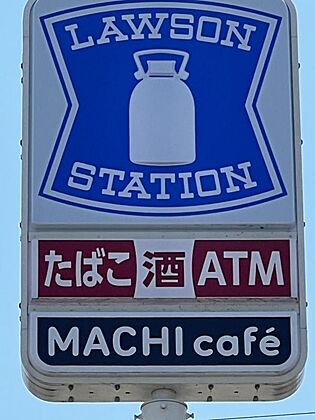 LAWSON
STATION
たばこ 酒 ATM
MACHI café